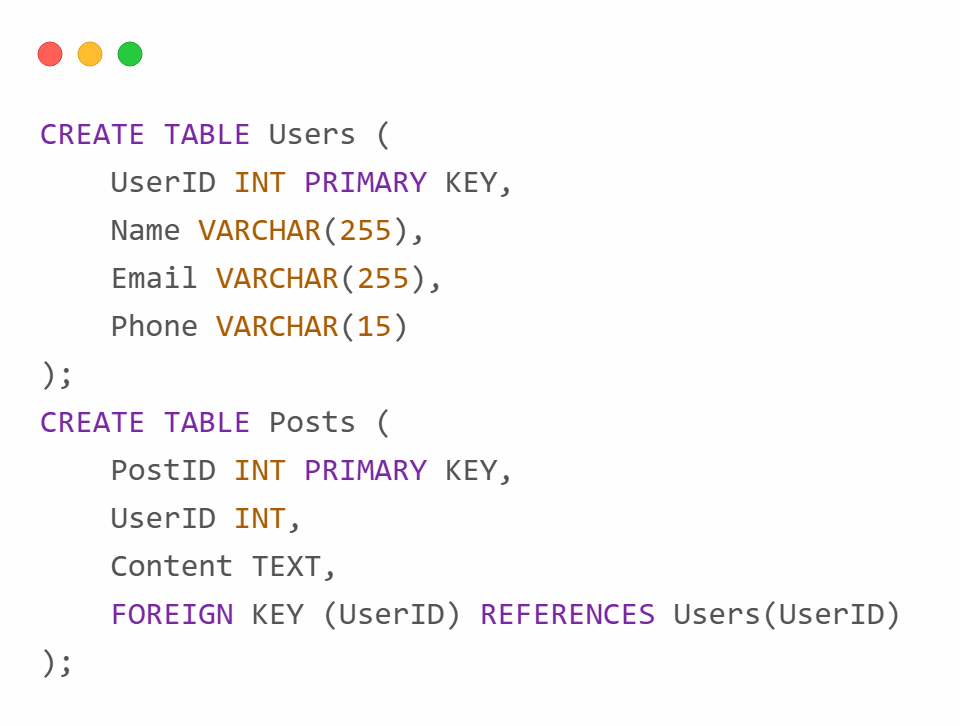 CREATE TABLE Users (
    UserID INT PRIMARY KEY,
    Name VARCHAR(255),
    Email VARCHAR(255),
    Phone VARCHAR(15)
);
CREATE TABLE Posts (
    PostID INT PRIMARY KEY,
    UserID INT,
    Content TEXT,
    FOREIGN KEY (UserID) REFERENCES Users(UserID)
);